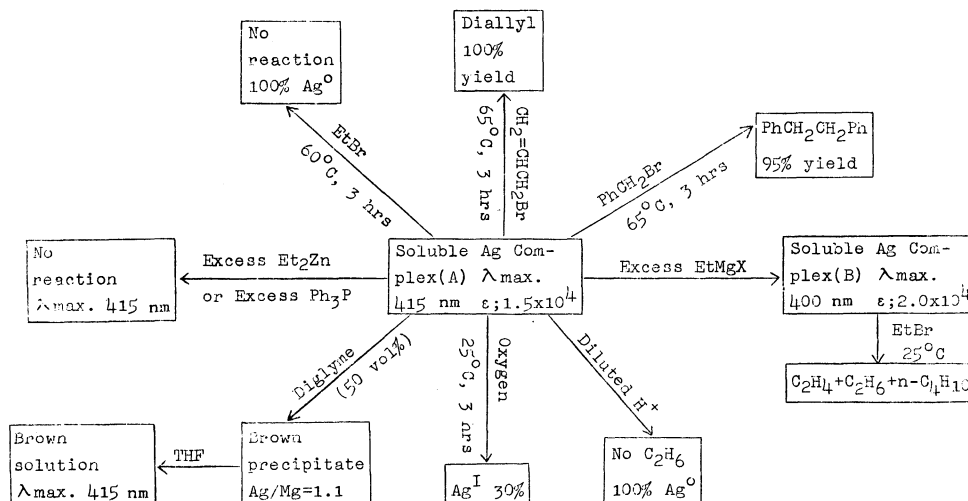 No
reaction
100% Ag⁰
Diallyl
100%
yield
PhCH₂CH₂Ph
95% yield
EtBr
60°C, 3 hrs
CH₂=CHCH₂Br
65°C, 3 hrs
PhCH₂Br
65°C, 3 hrs
No
reaction
λmax. 415 nm
Excess Et₂Zn
or Excess Ph₃P
Soluble Ag Com-
plex(A) λmax.
415 nm ε;1.5x10⁴
Excess EtMgX
Soluble Ag Com-
plex(B) λmax.
400 nm ε;2.0x10⁴
EtBr
25°C
C₂H₄+C₂H₆+n-C₄H₁₀
Diglyme
(50 vol%)
Oxygen
25°C, 3 hrs
Diluted H⁺
Brown
solution
λmax. 415 nm
THF
Brown
precipitate
Ag/Mg=1.1
Ag^I 30%
No C₂H₆
100% Ag⁰